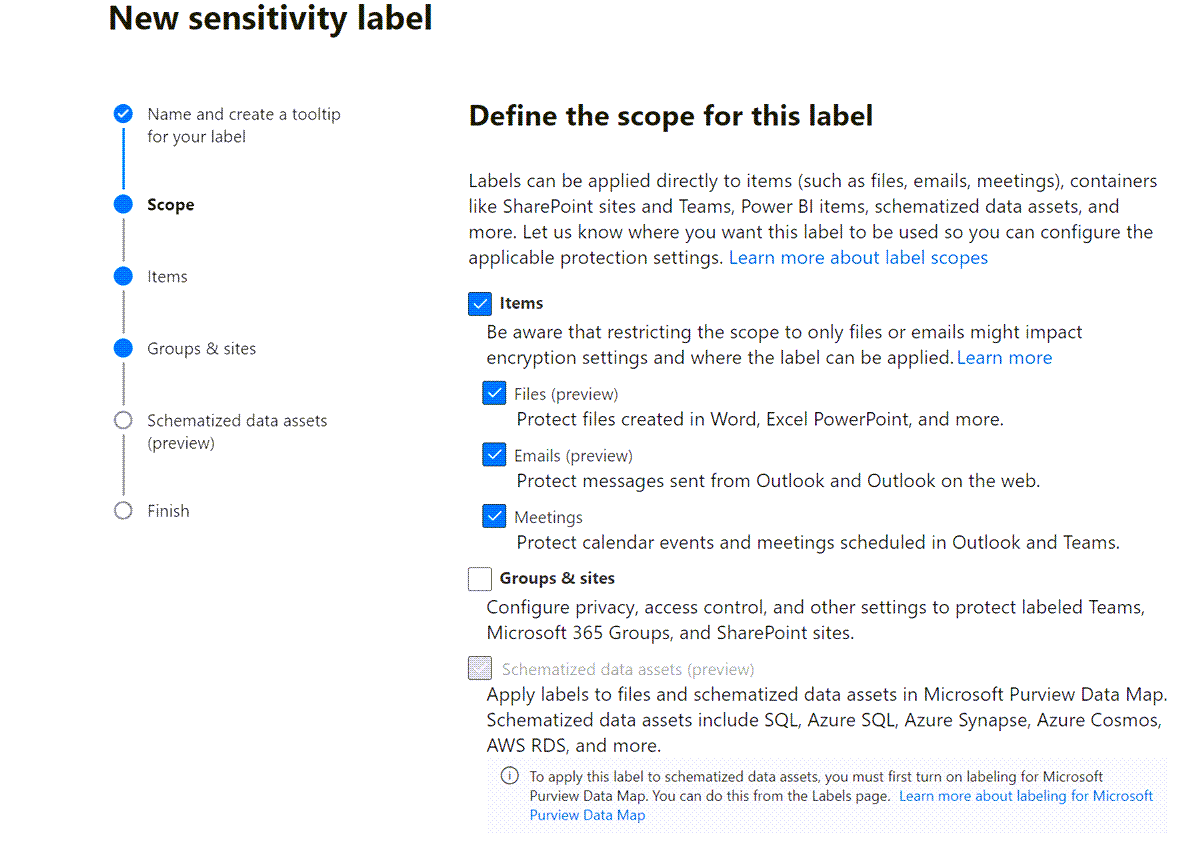 New sensitivity label
Name and create a tooltip
for your label
Scope
Items
Groups & sites
Schematized data assets
(preview)
Finish
Define the scope for this label
Labels can be applied directly to items (such as files, emails, meetings), containers
like SharePoint sites and Teams, Power BI items, schematized data assets, and
more. Let us know where you want this label to be used so you can configure the
applicable protection settings. Learn more about label scopes
Items
Be aware that restricting the scope to only files or emails might impact
encryption settings and where the label can be applied. Learn more
Files (preview)
Protect files created in Word, Excel PowerPoint, and more.
Emails (preview)
Protect messages sent from Outlook and Outlook on the web.
Meetings
Protect calendar events and meetings scheduled in Outlook and Teams.
Groups & sites
Configure privacy, access control, and other settings to protect labeled Teams,
Microsoft 365 Groups, and SharePoint sites.
Schematized data assets (preview)
Apply labels to files and schematized data assets in Microsoft Purview Data Map.
Schematized data assets include SQL, Azure SQL, Azure Synapse, Azure Cosmos,
AWS RDS, and more.
To apply this label to schematized data assets, you must first turn on labeling for Microsoft
Purview Data Map. You can do this from the Labels page. Learn more about labeling for Microsoft
Purview Data Map